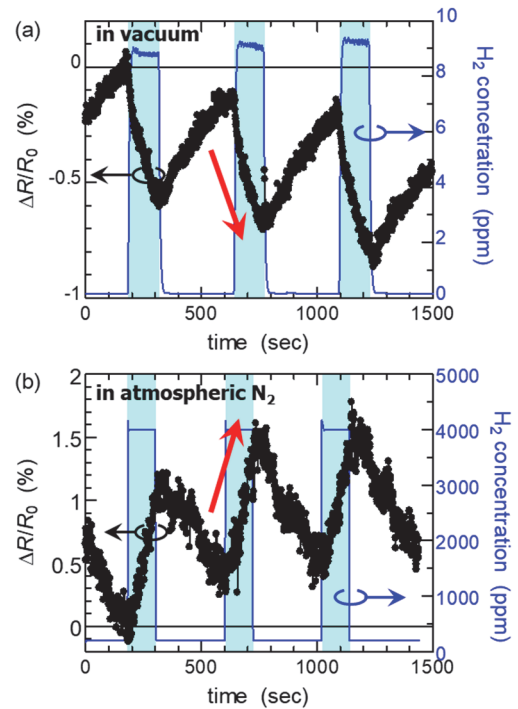 (a)
in vacuum
0
-0.5
-1
ΔR/R0 (%)
10
8
6
4
2
0
H2 concetration (ppm)
0
500
1000
1500
time (sec)
(b)
in atmospheric N2
2
1.5
1
0.5
0
ΔR/R0 (%)
5000
4000
3000
2000
1000
0
H2 concentration (ppm)
0
500
1000
1500
time (sec)